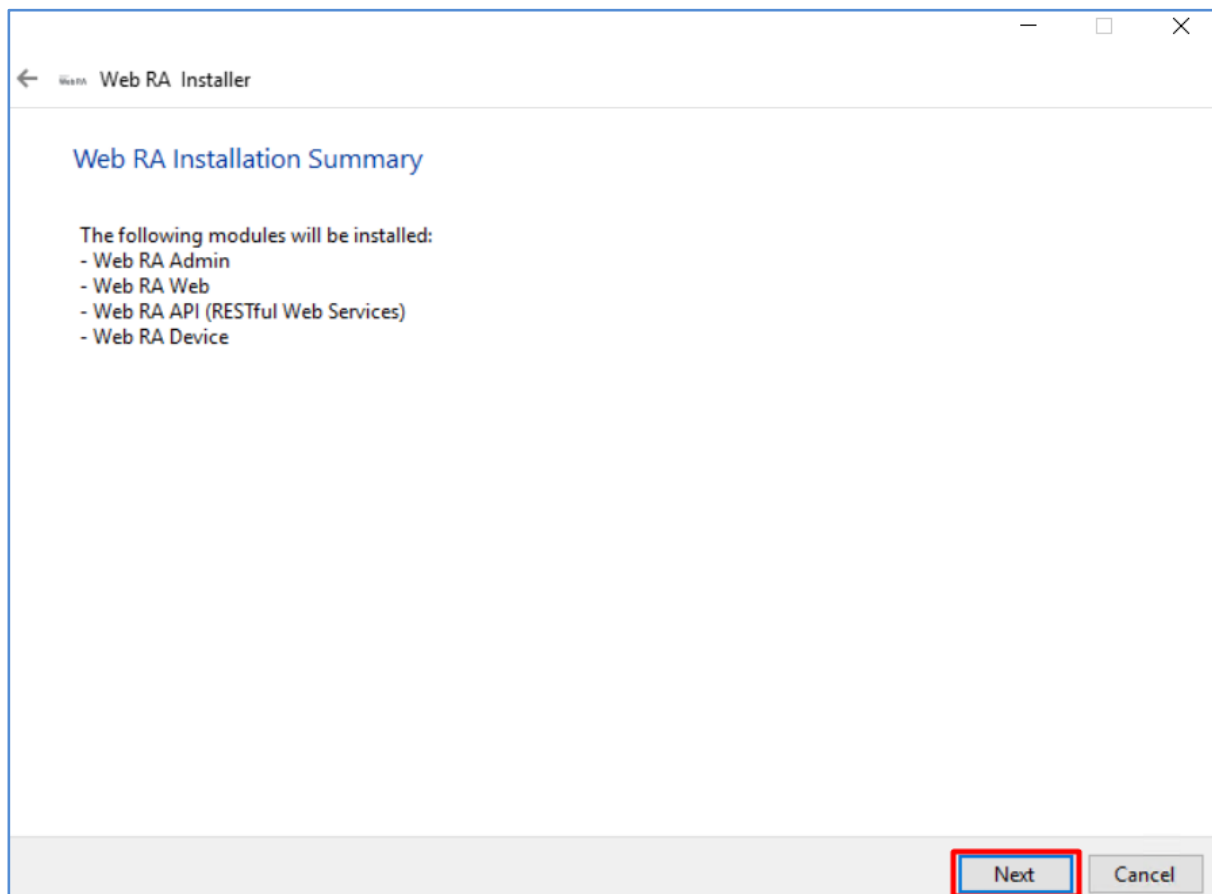 Web RA Installer
Web RA Installation Summary
The following modules will be installed:
- Web RA Admin
- Web RA Web
- Web RA API (RESTful Web Services)
- Web RA Device
Next
Cancel